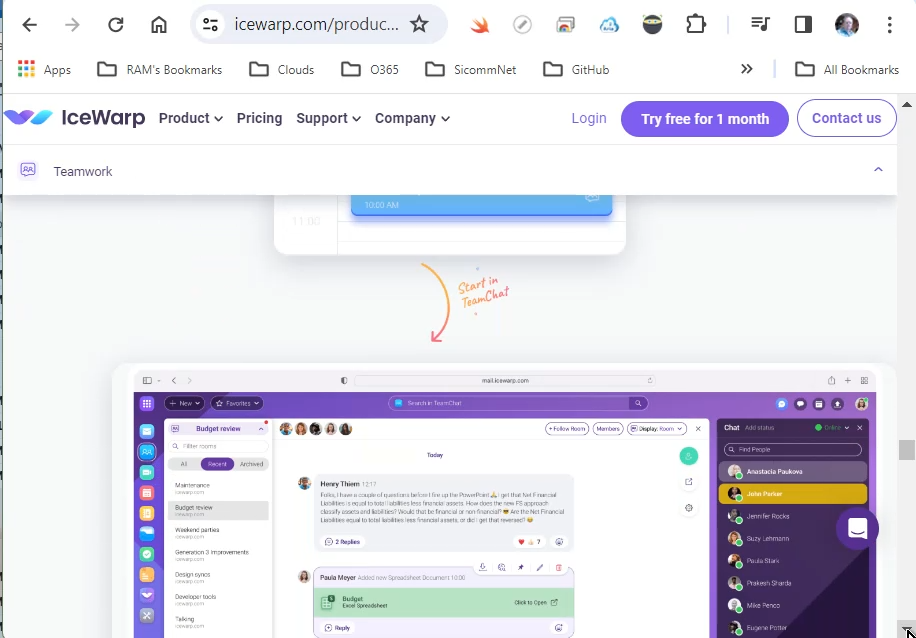 icewarp.com/produc...
Apps RAM's Bookmarks Clouds O365 SicommNet GitHub » All Bookmarks
IceWarp Product Pricing Support Company Login Try free for 1 month Contact us
Teamwork
10:00 AM
11:00
Start in
TeamChat
mail.icewarp.com
+ New Favorites Search in TeamChat
Budget review
Filter rooms
All Recent Archived
Maintenance
icewarp.com
Budget review
icewarp.com
Weekend parties
icewarp.com
Generation 3 improvements
icewarp.com
Design syncs
icewarp.com
Developer tools
icewarp.com
Talking
icewarp.com
+ Follow Room Members Display: Room
Today
Henry Thiem 12:17
Folks, I have a couple of questions before I fire up the PowerPoint 🙏 I get that Net Financial
Liabilities is equal to total liabilities less financial assets. How does the new FS approach
classify assets and liabilities? Would that be financial or non-financial? 😎 Are the Net Financial
Liabilities equal to total liabilities less financial assets, or did I get that reversed? 😅
2 Replies 7
Paula Meyer Added now Spreadsheet Document 10:00
Budget
Excel Spreadsheet
Click to Open
Reply
Chat Add status Online
Find People
Anastacia Paukova
John Parker
Jennifer Rocks
Suzy Lehmann
Paula Stark
Prakesh Sharda
Mike Penco
Eugene Potter